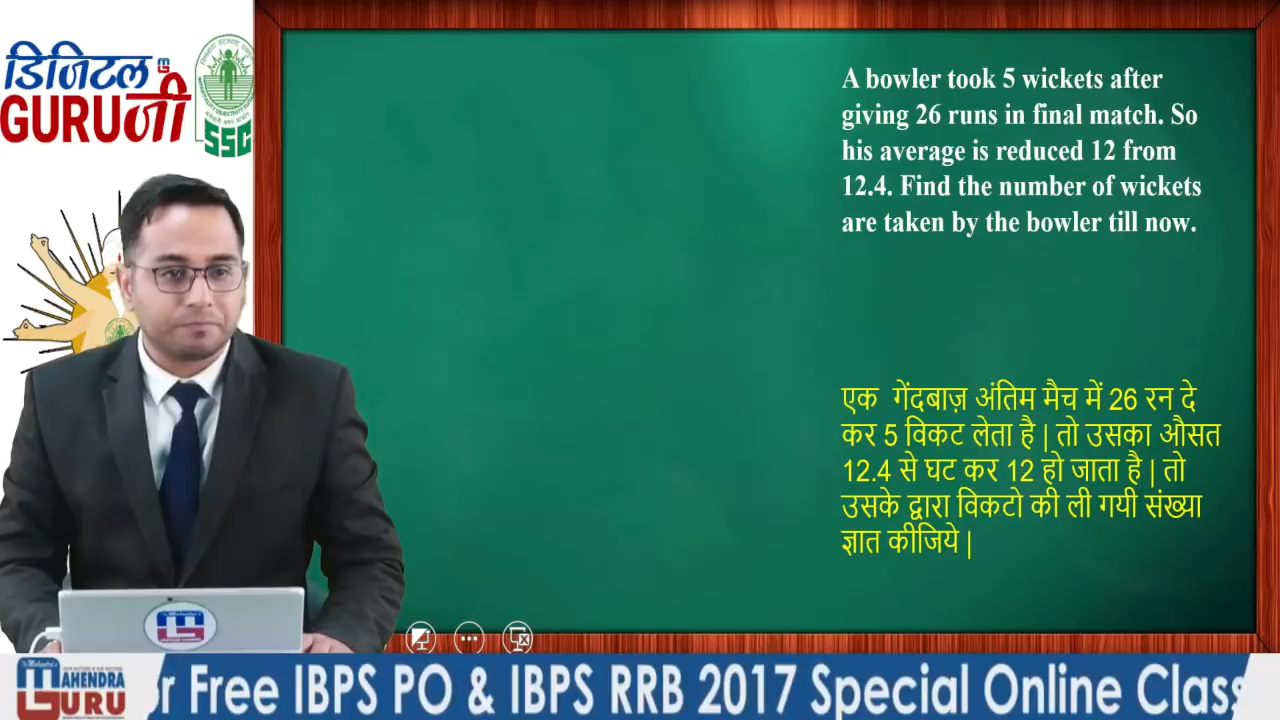 डिजिटल
GURUजी
SSC
A bowler took 5 wickets after
giving 26 runs in final match. So
his average is reduced 12 from
12.4. Find the number of wickets
are taken by the bowler till now.
एक गेंदबाज़ अंतिम मैच में 26 रन दे
कर 5 विकट लेता है | तो उसका औसत
12.4 से घट कर 12 हो जाता है | तो
उसके द्वारा विकटो की ली गयी संख्या
ज्ञात कीजिये |
The Mahendra's
MAHENDRA
GURU
r Free IBPS PO & IBPS RRB 2017 Special Online Class